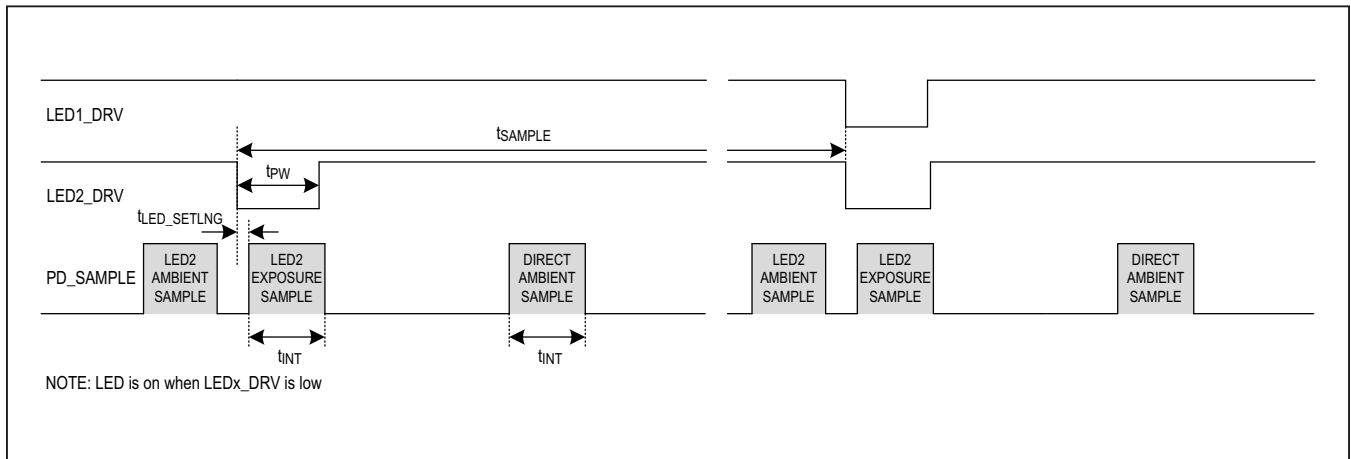 LED1_DRV
tSAMPLE
tPW
LED2_DRV
tLED_SETLNG
PD_SAMPLE
LED2
AMBIENT
SAMPLE
LED2
EXPOSURE
SAMPLE
DIRECT
AMBIENT
SAMPLE
LED2
AMBIENT
SAMPLE
LED2
EXPOSURE
SAMPLE
DIRECT
AMBIENT
SAMPLE
tINT
tINT
NOTE: LED is on when LEDx_DRV is low